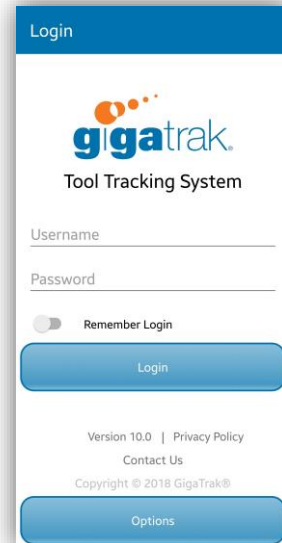 Login
gigatrak.
Tool Tracking System
Username
Password
Remember Login
Login
Version 10.0 | Privacy Policy
Contact Us
Copyright © 2018 GigaTrak®
Options